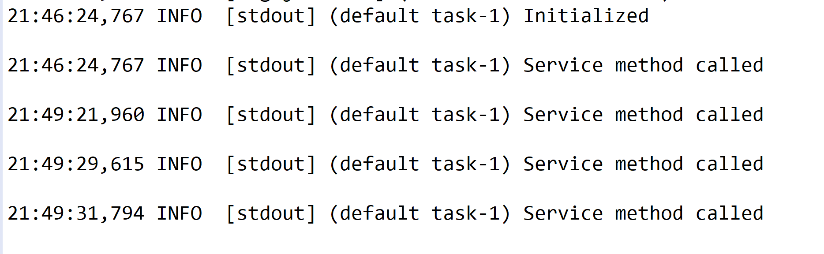 21:46:24,767 INFO  [stdout] (default task-1) Initialized
21:46:24,767 INFO  [stdout] (default task-1) Service method called
21:49:21,960 INFO  [stdout] (default task-1) Service method called
21:49:29,615 INFO  [stdout] (default task-1) Service method called
21:49:31,794 INFO  [stdout] (default task-1) Service method called